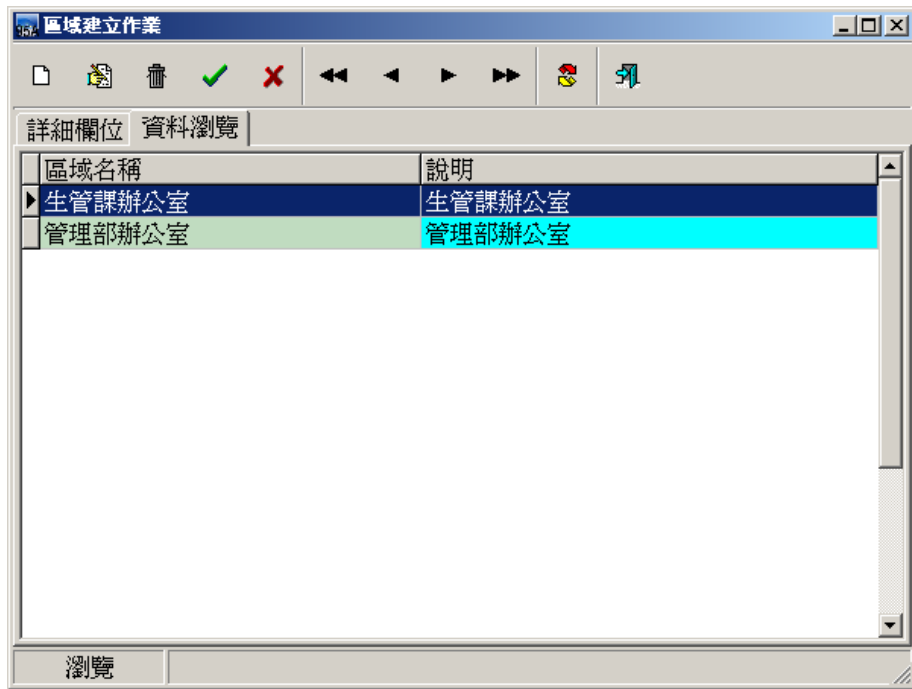 區域建立作業
詳細欄位 資料瀏覽
區域名稱 說明
生管課辦公室 生管課辦公室
管理部辦公室 管理部辦公室
瀏覽